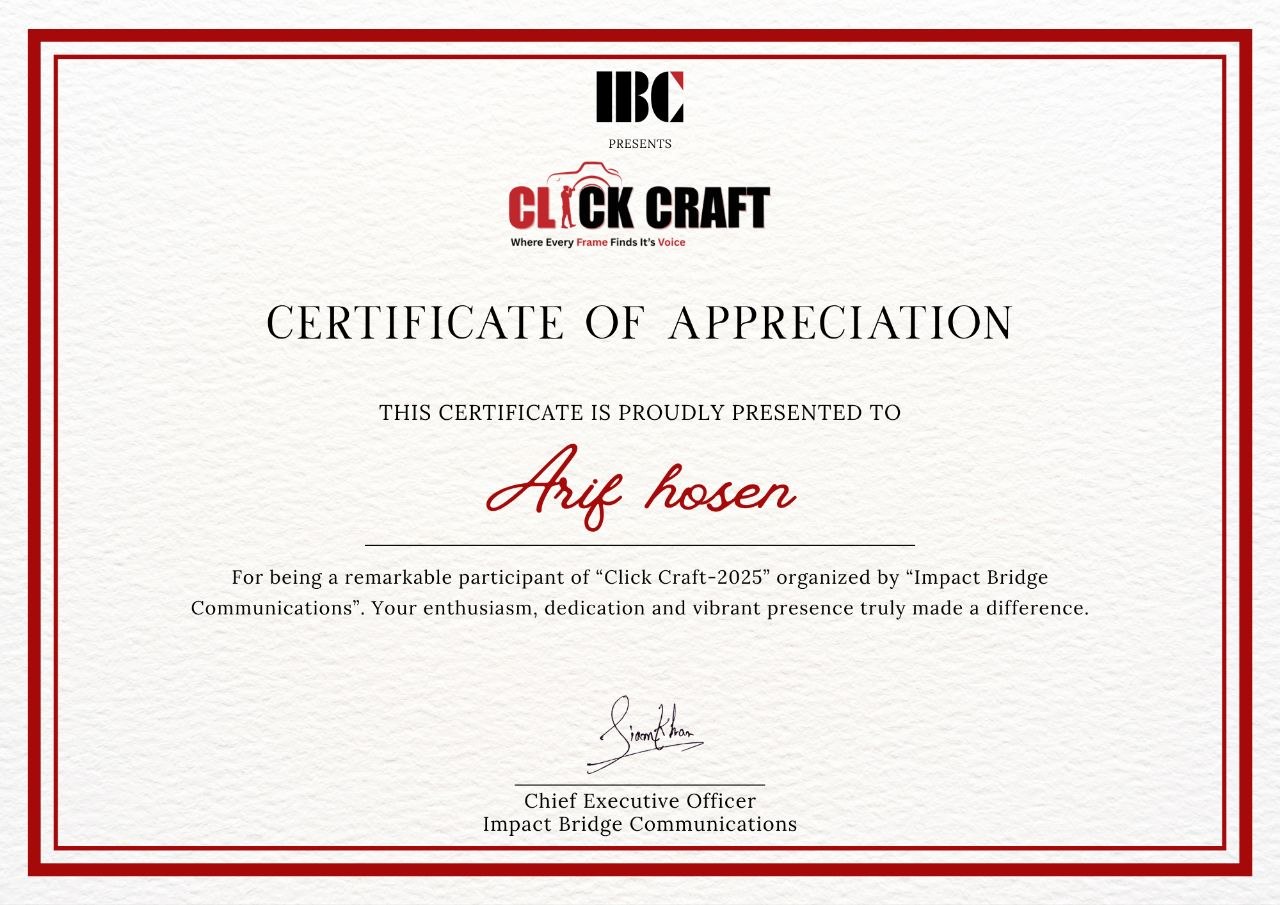 IBC
PRESENTS
CLICK CRAFT
Where Every Frame Finds It's Voice
CERTIFICATE OF APPRECIATION
THIS CERTIFICATE IS PROUDLY PRESENTED TO
Arif hosen
For being a remarkable participant of “Click Craft-2025” organized by “Impact Bridge
Communications”. Your enthusiasm, dedication and vibrant presence truly made a difference.
Siam Khan
Chief Executive Officer
Impact Bridge Communications